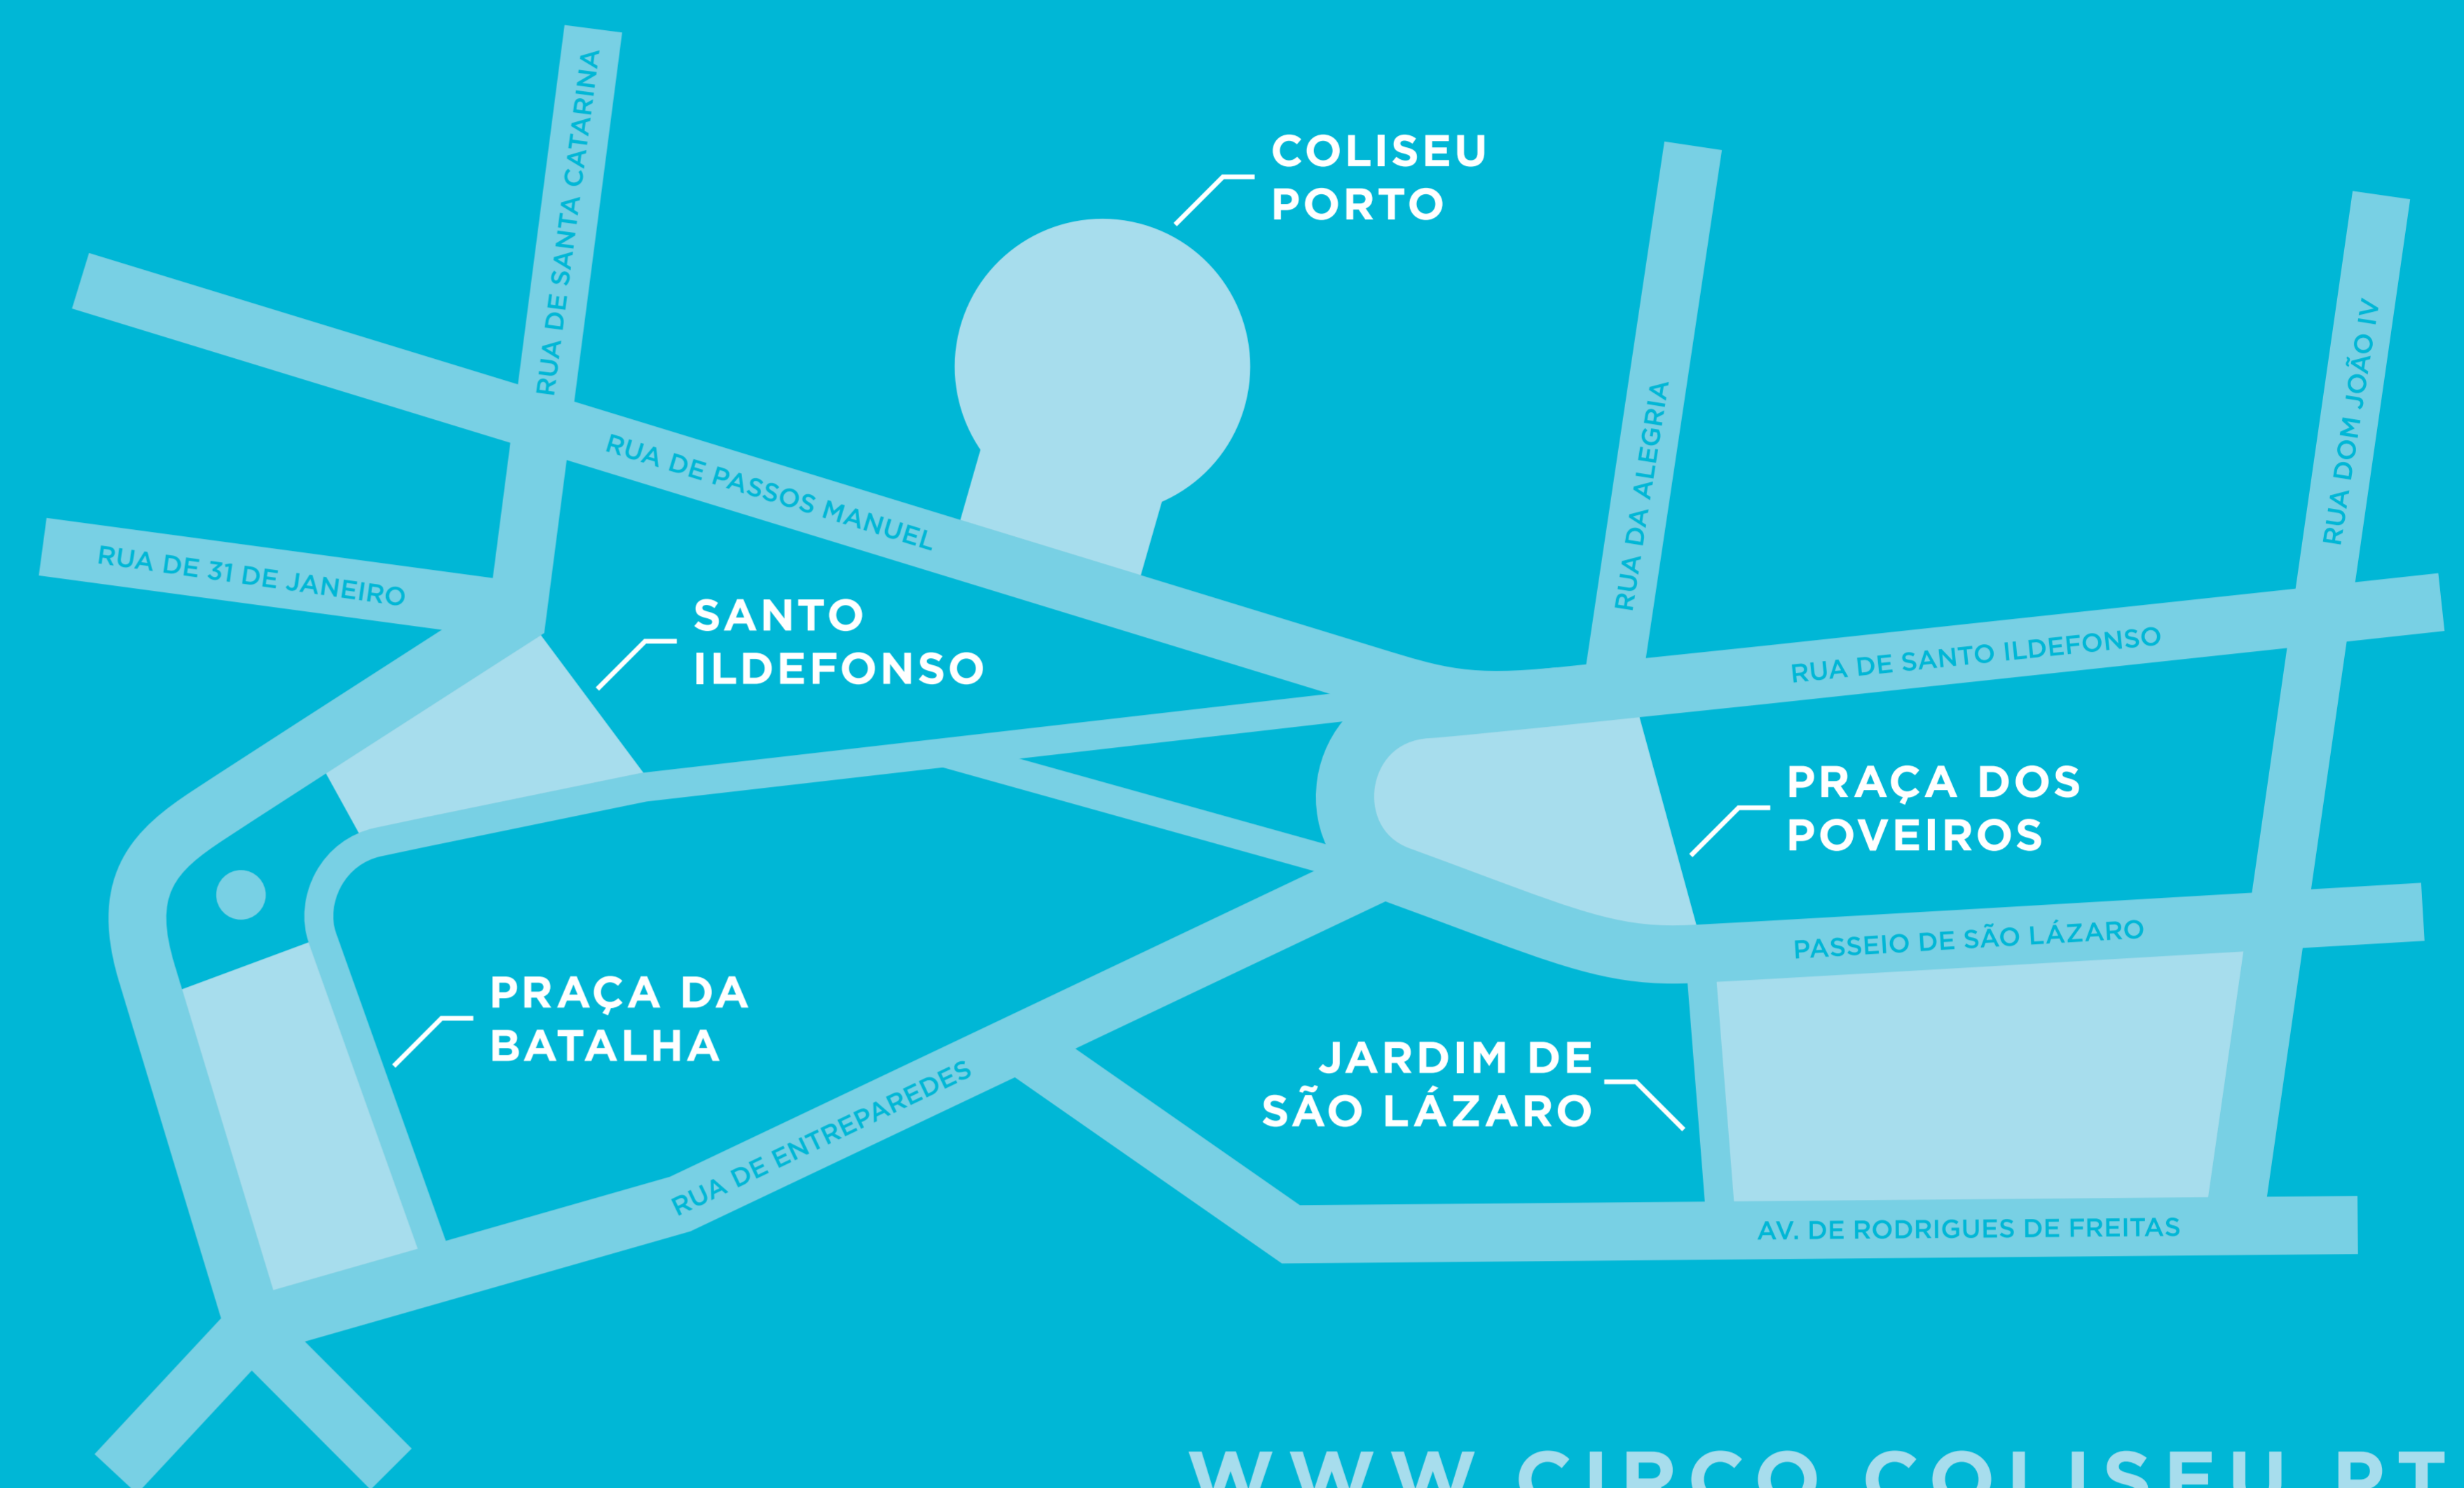 RUA DE SANTA CATARINA
COLISEU
PORTO
RUA DE PASSOS MANUEL
RUA DA ALEGRIA
RUA DOM JOÃO IV
RUA DE 31 DE JANEIRO
SANTO
ILDEFONSO
RUA DE SANTO ILDEFONSO
PRAÇA DOS
POVEIROS
PASSEIO DE SÃO LÁZARO
PRAÇA DA
BATALHA
JARDIM DE
SÃO LÁZARO
RUA DE ENTREPAREDES
AV. DE RODRIGUES DE FREITAS
WWW.CIRCO.COLISEU.PT